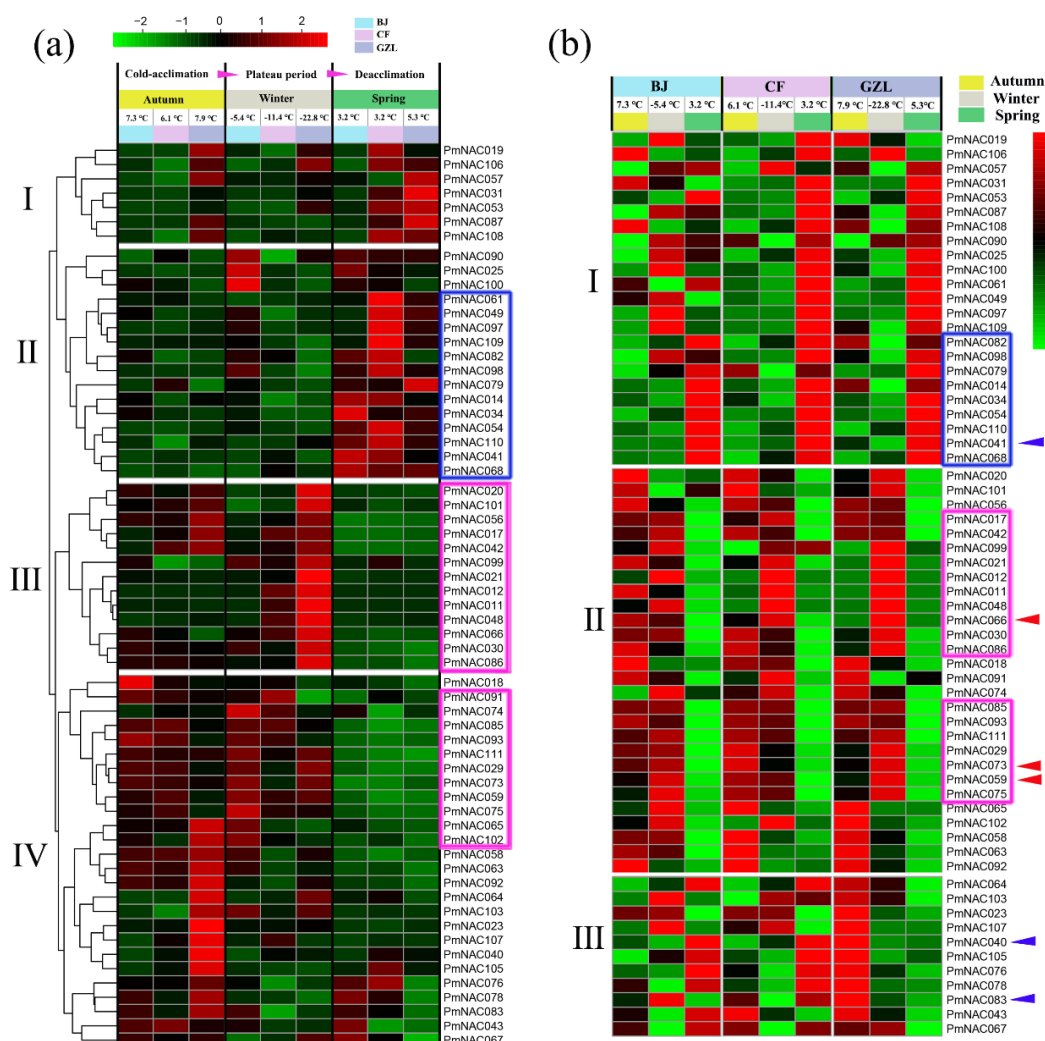 (a)
−2 −1 0 1 2
BJ
CF
GZL
Cold-acclimation Plateau period Deacclimation
Autumn Winter Spring
7.3 °C 6.1 °C 7.9 °C -5.4 °C -11.4 °C -22.8 °C 3.2 °C 3.2 °C 5.3 °C
I
PmNAC019
PmNAC106
PmNAC057
PmNAC031
PmNAC053
PmNAC087
PmNAC108
II
PmNAC090
PmNAC025
PmNAC100
PmNAC061
PmNAC049
PmNAC097
PmNAC109
PmNAC082
PmNAC098
PmNAC079
PmNAC014
PmNAC034
PmNAC054
PmNAC110
PmNAC041
PmNAC068
III
PmNAC020
PmNAC101
PmNAC056
PmNAC017
PmNAC042
PmNAC099
PmNAC021
PmNAC012
PmNAC011
PmNAC048
PmNAC066
PmNAC030
PmNAC086
IV
PmNAC018
PmNAC091
PmNAC074
PmNAC085
PmNAC093
PmNAC111
PmNAC029
PmNAC073
PmNAC059
PmNAC075
PmNAC065
PmNAC102
PmNAC058
PmNAC063
PmNAC092
PmNAC064
PmNAC103
PmNAC023
PmNAC107
PmNAC040
PmNAC105
PmNAC076
PmNAC078
PmNAC083
PmNAC043
PmNAC067
(b)
BJ CF GZL
7.3 °C -5.4 °C 3.2 °C 6.1 °C -11.4 °C 3.2 °C 7.9 °C -22.8 °C 5.3 °C
Autumn
Winter
Spring
I
PmNAC019
PmNAC106
PmNAC057
PmNAC031
PmNAC053
PmNAC087
PmNAC108
PmNAC090
PmNAC025
PmNAC100
PmNAC061
PmNAC049
PmNAC097
PmNAC109
PmNAC082
PmNAC098
PmNAC079
PmNAC014
PmNAC034
PmNAC054
PmNAC110
PmNAC041
PmNAC068
II
PmNAC020
PmNAC101
PmNAC056
PmNAC017
PmNAC042
PmNAC099
PmNAC021
PmNAC012
PmNAC011
PmNAC048
PmNAC066
PmNAC030
PmNAC086
PmNAC018
PmNAC091
PmNAC074
PmNAC085
PmNAC093
PmNAC111
PmNAC029
PmNAC073
PmNAC059
PmNAC075
PmNAC065
PmNAC102
PmNAC058
PmNAC063
PmNAC092
III
PmNAC064
PmNAC103
PmNAC023
PmNAC107
PmNAC040
PmNAC105
PmNAC076
PmNAC078
PmNAC083
PmNAC043
PmNAC067